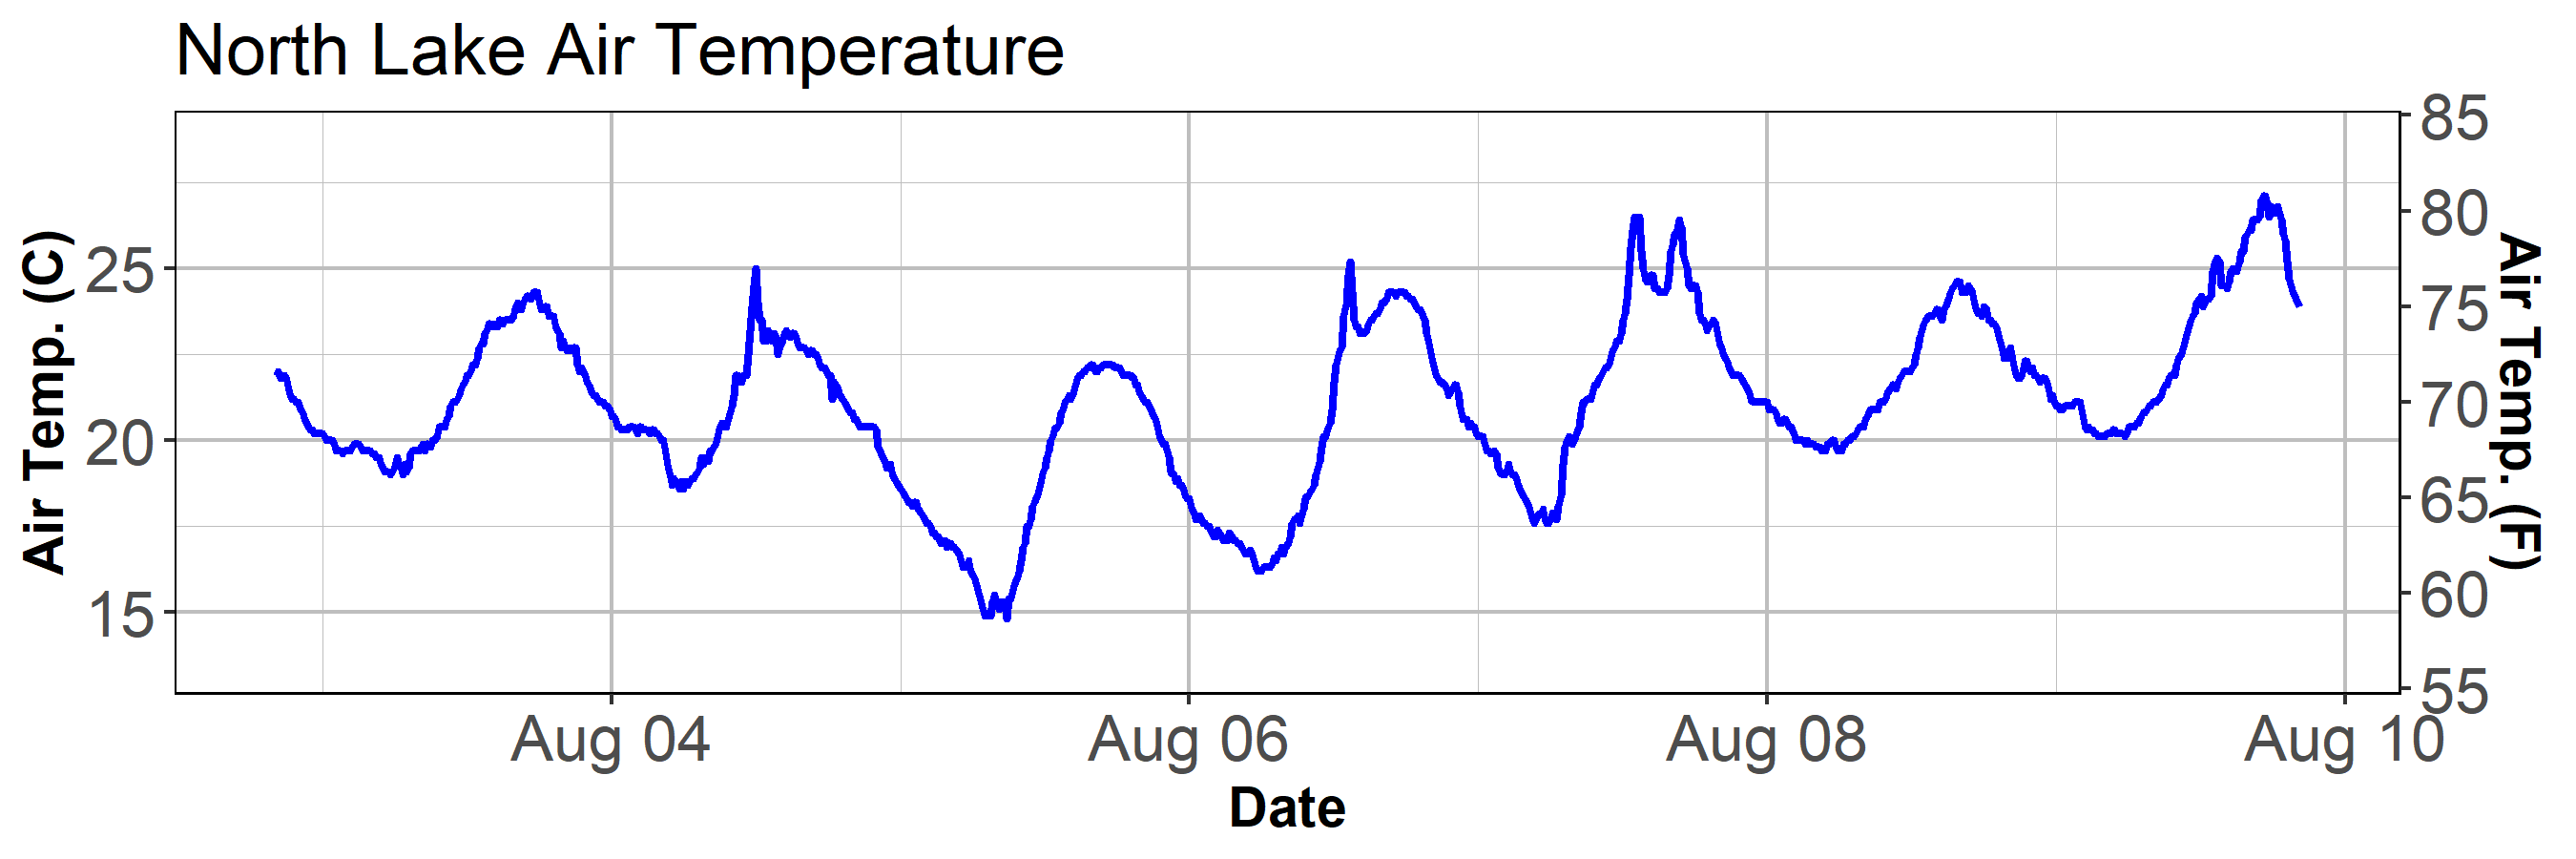 North Lake Air Temperature
Air Temp. (C)
25
20
15
85
80
75
70
65
60
55
Air Temp. (F)
Aug 04
Aug 06
Aug 08
Aug 10
Date